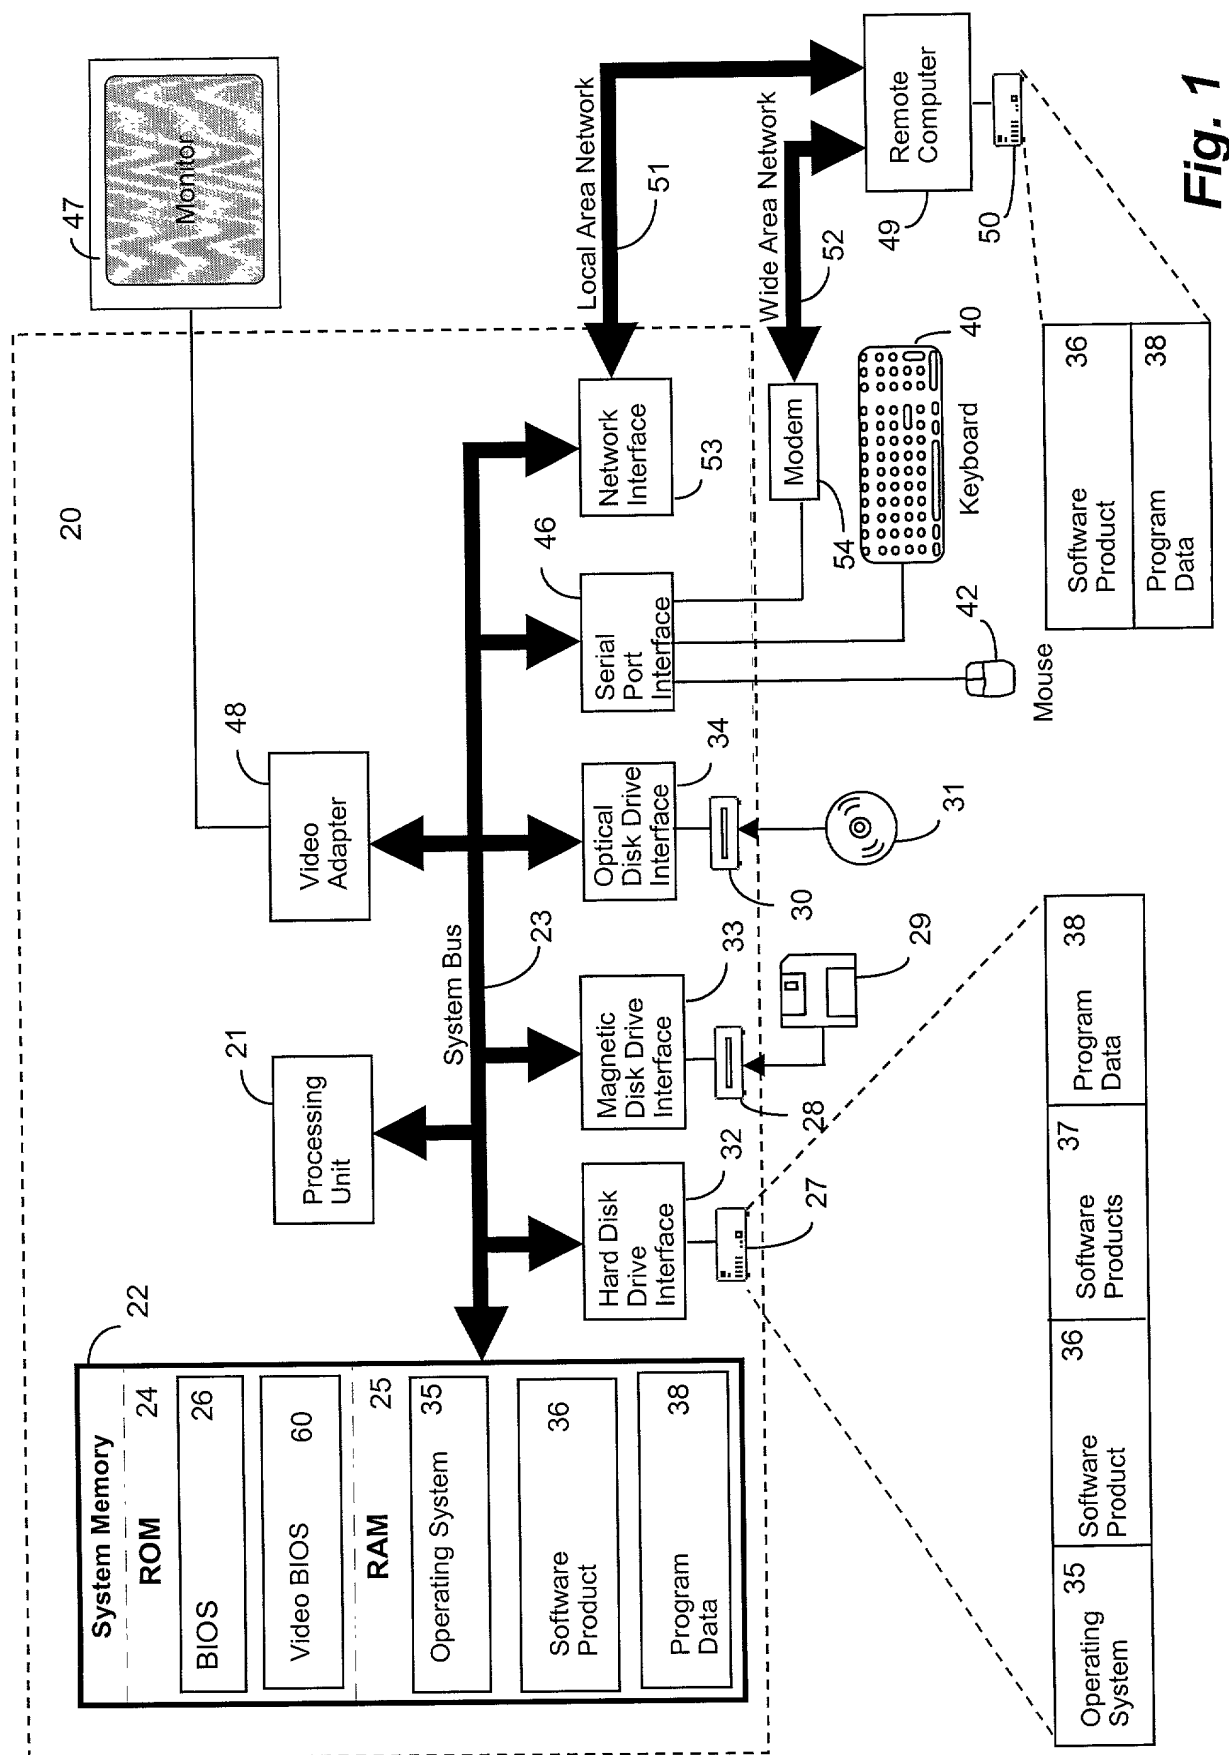 System Memory
22
ROM
24
BIOS
26
Video BIOS
60
RAM
25
Operating System
35
Software
Product
36
Program
Data
38
Processing
Unit
21
Video
Adapter
48
20
47
Monitor
System Bus
23
Hard Disk
Drive
Interface
32
Magnetic
Disk Drive
Interface
33
Optical
Disk Drive
Interface
34
Serial
Port
Interface
46
Network
Interface
53
Local Area Network
51
27
28
29
30
31
Mouse
42
Keyboard
40
Modem
54
Wide Area Network
52
Remote
Computer
49
50
Operating
System
35
Software
Product
36
Software
Products
37
Program
Data
38
Software
Product
36
Program
Data
38
Fig. 1